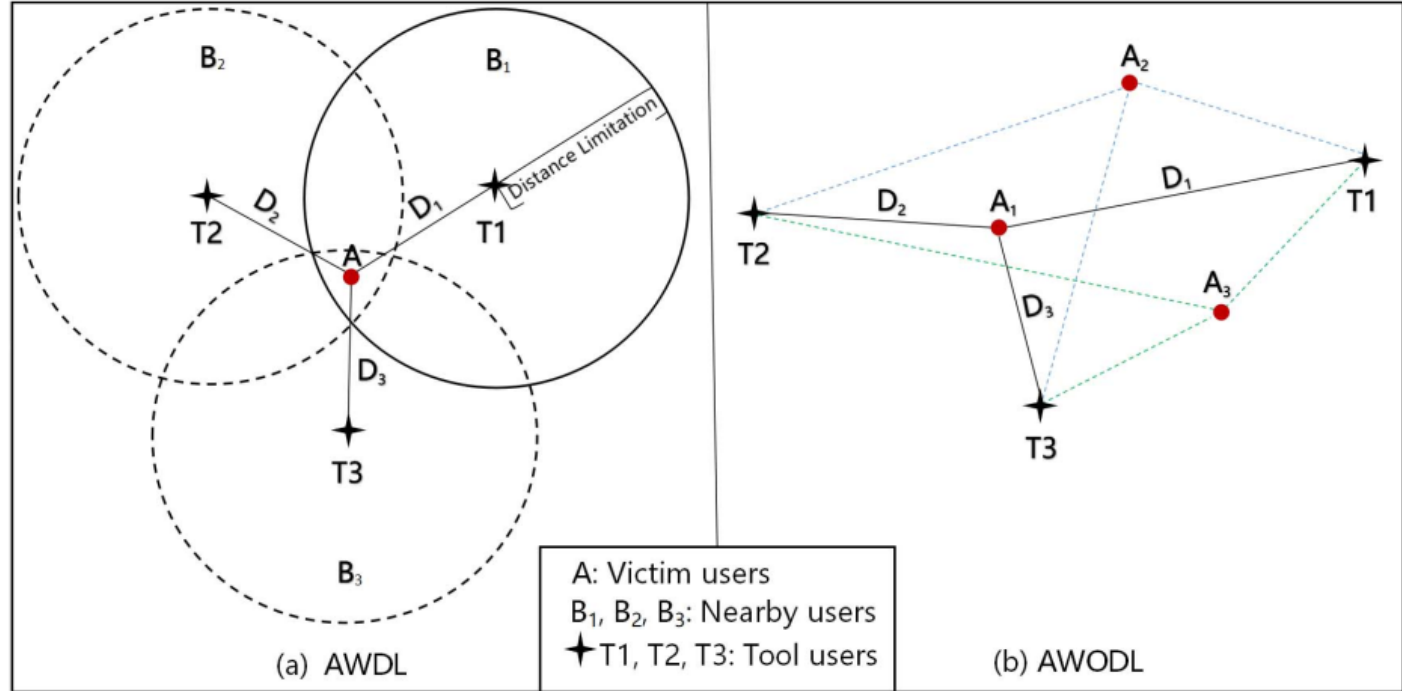 B₂
B₁
Distance Limitation
D₂
D₁
T2
T1
A
D₃
T3
B₃
(a) AWDL
A₂
D₁
T1
D₂
A₁
T2
A₃
D₃
T3
(b) AWODL
A: Victim users
B₁, B₂, B₃: Nearby users
T1, T2, T3: Tool users